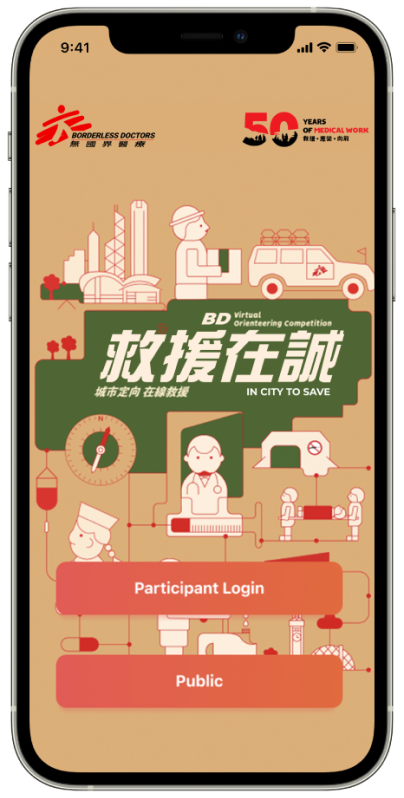 9:41
BORDERLESS DOCTORS
無國界醫療
50
YEARS
OF MEDICAL WORK
BD Virtual
Orienteering Competition
救援在誠
城市定向 在線救援
IN CITY TO SAVE
N
Participant Login
Public